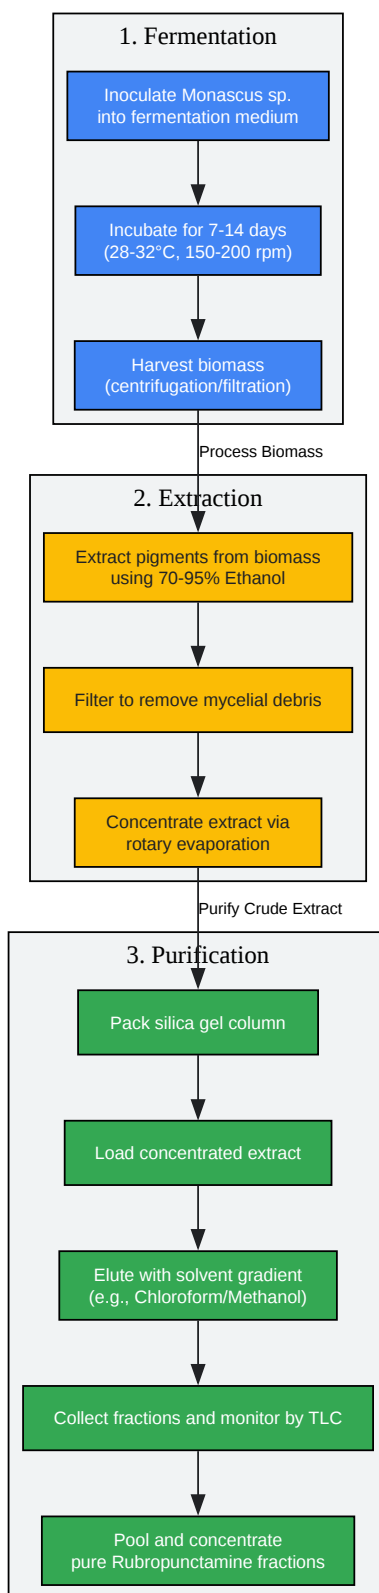 1. Fermentation
Inoculate Monascus sp.
into fermentation medium
Incubate for 7-14 days
(28-32°C, 150-200 rpm)
Harvest biomass
(centrifugation/filtration)
Process Biomass
2. Extraction
Extract pigments from biomass
using 70-95% Ethanol
Filter to remove mycelial debris
Concentrate extract via
rotary evaporation
Purify Crude Extract
3. Purification
Pack silica gel column
Load concentrated extract
Elute with solvent gradient
(e.g., Chloroform/Methanol)
Collect fractions and monitor by TLC
Pool and concentrate
pure Rubropunctamine fractions